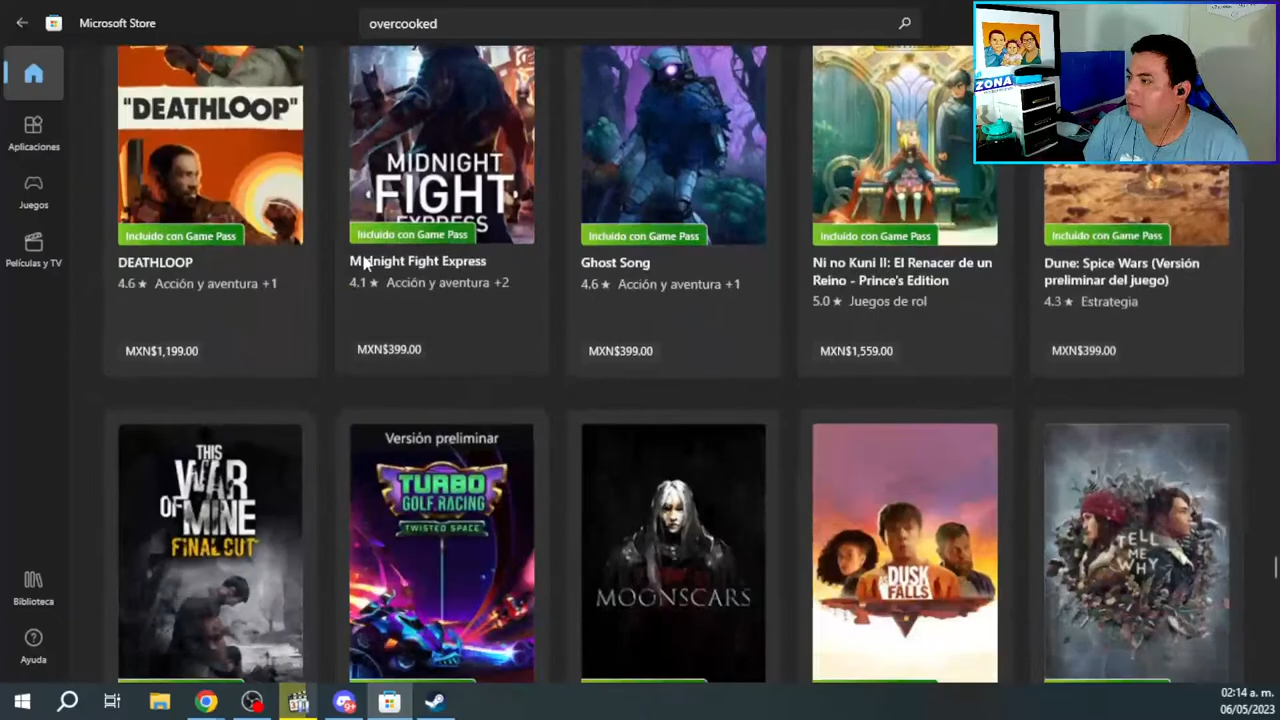 Microsoft Store
overcooked
ZONA
Aplicaciones
Juegos
Películas y TV
Biblioteca
Ayuda
"DEATHLOOP"
MIDNIGHT
FIGHT
EXPRESS
Incluido con Game Pass
Incluido con Game Pass
Incluido con Game Pass
Incluido con Game Pass
Incluido con Game Pass
DEATHLOOP
4.6★ Acción y aventura +1
MXN$1,199.00
Midnight Fight Express
4.1★ Acción y aventura +2
MXN$399.00
Ghost Song
4.6★ Acción y aventura +1
MXN$399.00
Ni no Kuni II: El Renacer de un
Reino - Prince's Edition
5.0★ Juegos de rol
MXN$1,559.00
Dune: Spice Wars (Versión
preliminar del juego)
4.3★ Estrategia
MXN$399.00
THIS
WAR
OF MINE
FINAL CUT
Versión preliminar
TURBO
GOLF RACING
TWISTED SPACE
MOONSCARS
AS
DUSK
FALLS
TELL
ME
WHY
9+
02:14 a. m.
06/05/2023